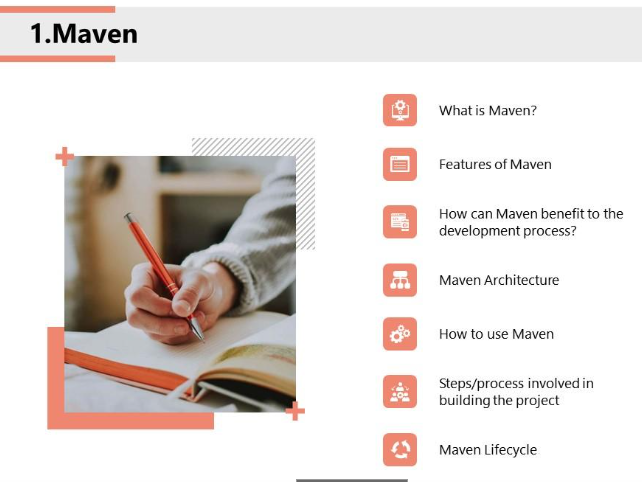 1.Maven
What is Maven?
Features of Maven
How can Maven benefit to the
development process?
Maven Architecture
How to use Maven
Steps/process involved in
building the project
Maven Lifecycle